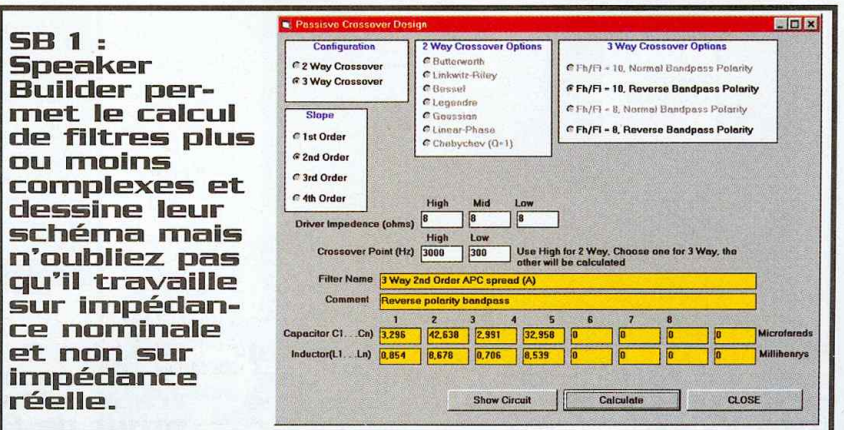 SB 1 :
Speaker
Builder per-
met le calcul
de filtres plus
ou moins
complexes et
dessine leur
schéma mais
n'oubliez pas
qu'il travaille
sur impédan-
ce nominale
et non sur
impédance
réelle.
Passisve Crossover Design
Configuration
2 Way Crossover
3 Way Crossover
Slope
1st Order
2nd Order
3rd Order
4th Order
2 Way Crossover Options
Butterworth
Linkwitz-Riley
Bessel
Legendre
Gaussian
Linear-Phase
Chebychev (Q=1)
3 Way Crossover Options
Fh/Fl = 10, Normal Bandpass Polarity
Fh/Fl = 10, Reverse Bandpass Polarity
Fh/Fl = 8, Normal Bandpass Polarity
Fh/Fl = 8, Reverse Bandpass Polarity
High Mid Low
Driver Impedence (ohms) 8 8 8
High Low
Crossover Point (Hz) 3000 300 Use High for 2 Way, Choose one for 3 Way, the
other will be calculated
Filter Name 3 Way 2nd Order APC spread (A)
Comment Reverse polarity bandpass
1 2 3 4 5 6 7 8
Capacitor C1. . .Cn) 3,296 42,638 2,991 32,958 0 0 0 0 Microfarads
Inductor(L1. . .Ln) 0,854 8,678 0,706 8,539 0 0 0 0 Millihenrys
Show Circuit Calculate CLOSE